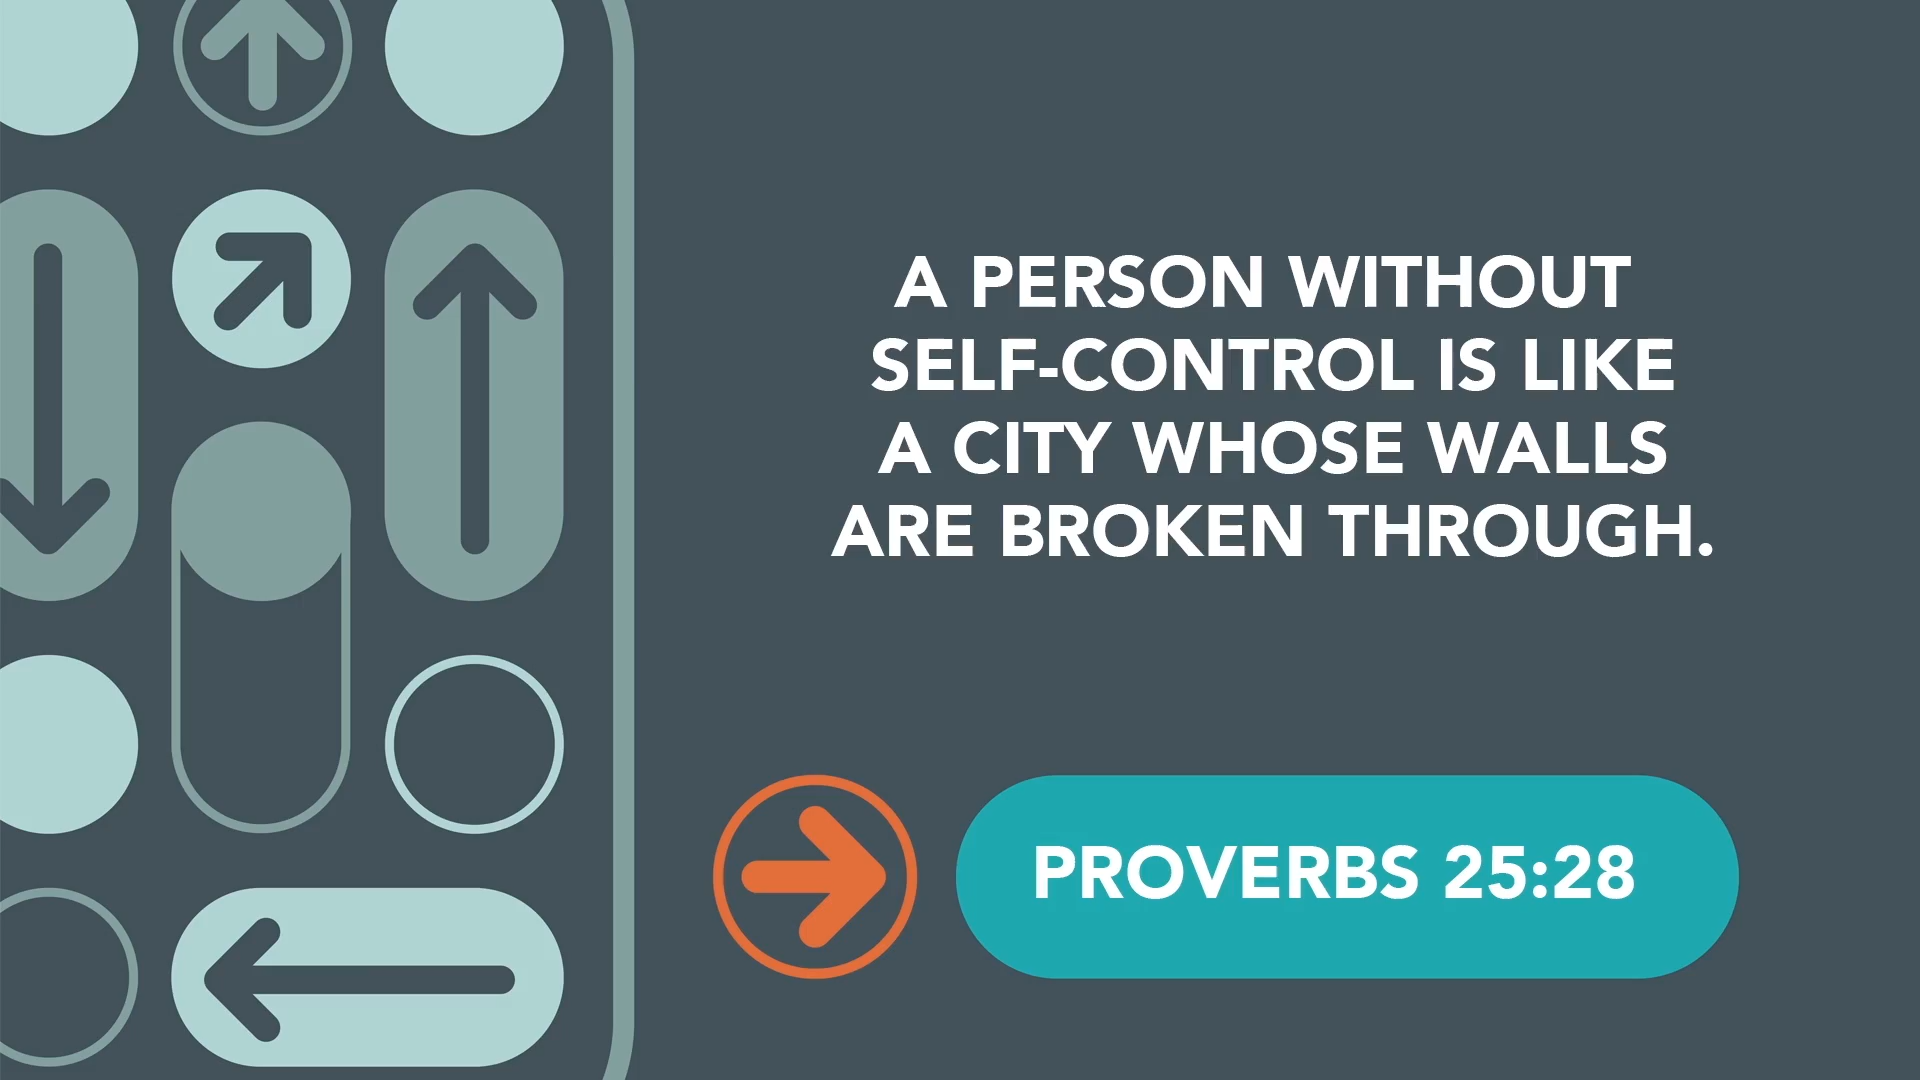 A PERSON WITHOUT
SELF-CONTROL IS LIKE
A CITY WHOSE WALLS
ARE BROKEN THROUGH.
PROVERBS 25:28